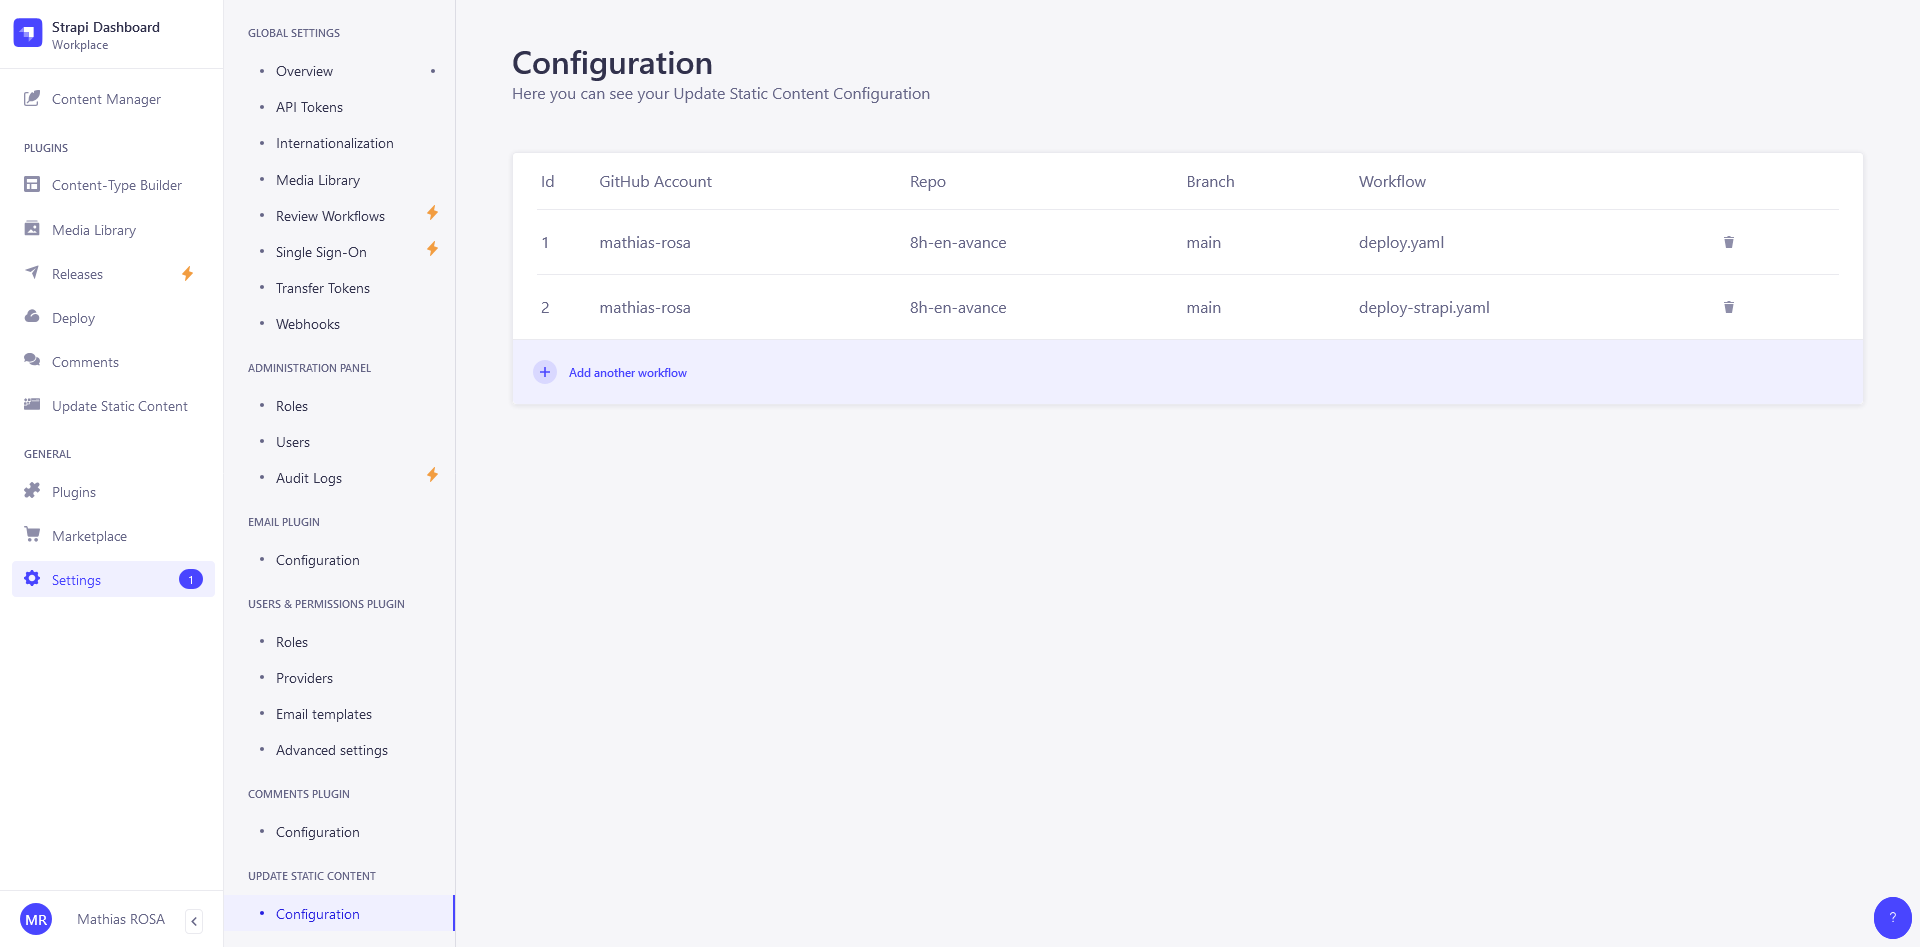 Strapi Dashboard
Workplace
Content Manager
PLUGINS
Content-Type Builder
Media Library
Releases
Deploy
Comments
Update Static Content
GENERAL
Plugins
Marketplace
Settings 1
MR Mathias ROSA
GLOBAL SETTINGS
Overview
API Tokens
Internationalization
Media Library
Review Workflows
Single Sign-On
Transfer Tokens
Webhooks
ADMINISTRATION PANEL
Roles
Users
Audit Logs
EMAIL PLUGIN
Configuration
USERS & PERMISSIONS PLUGIN
Roles
Providers
Email templates
Advanced settings
COMMENTS PLUGIN
Configuration
UPDATE STATIC CONTENT
Configuration
Configuration
Here you can see your Update Static Content Configuration
Id GitHub Account Repo Branch Workflow
1 mathias-rosa 8h-en-avance main deploy.yaml
2 mathias-rosa 8h-en-avance main deploy-strapi.yaml
Add another workflow
?